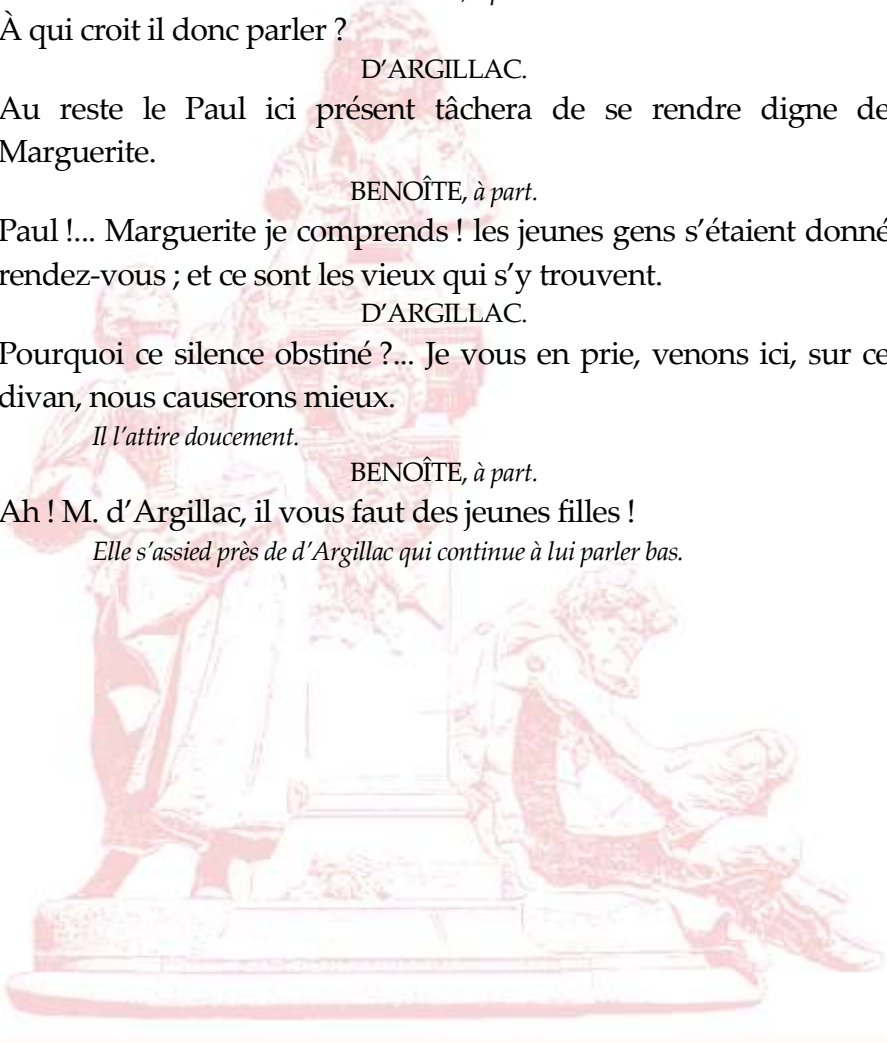 À qui croit il donc parler ?
D’ARGILLAC.
Au reste le Paul ici présent tâchera de se rendre digne de
Marguerite.
BENOÎTE, à part.
Paul !... Marguerite je comprends ! les jeunes gens s’étaient donné
rendez-vous ; et ce sont les vieux qui s’y trouvent.
D’ARGILLAC.
Pourquoi ce silence obstiné ?... Je vous en prie, venons ici, sur ce
divan, nous causerons mieux.
Il l’attire doucement.
BENOÎTE, à part.
Ah ! M. d’Argillac, il vous faut des jeunes filles !
Elle s’assied près de d’Argillac qui continue à lui parler bas.